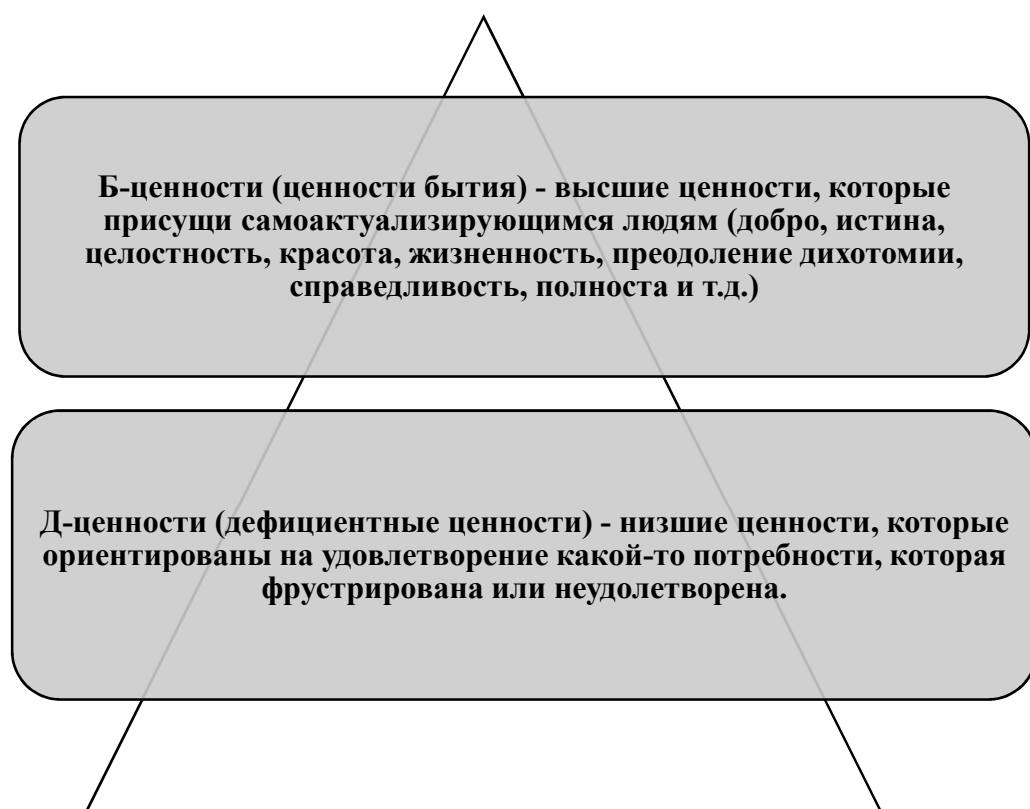 Б-ценности (ценности бытия) - высшие ценности, которые
присущи самоактуализирующимся людям (добро, истина,
целостность, красота, жизненность, преодоление дихотомии,
справедливость, полноста и т.д.)
Д-ценности (дефициентные ценности) - низшие ценности, которые
ориентированы на удовлетворение какой-то потребности, которая
фрустрирована или неудолетворена.